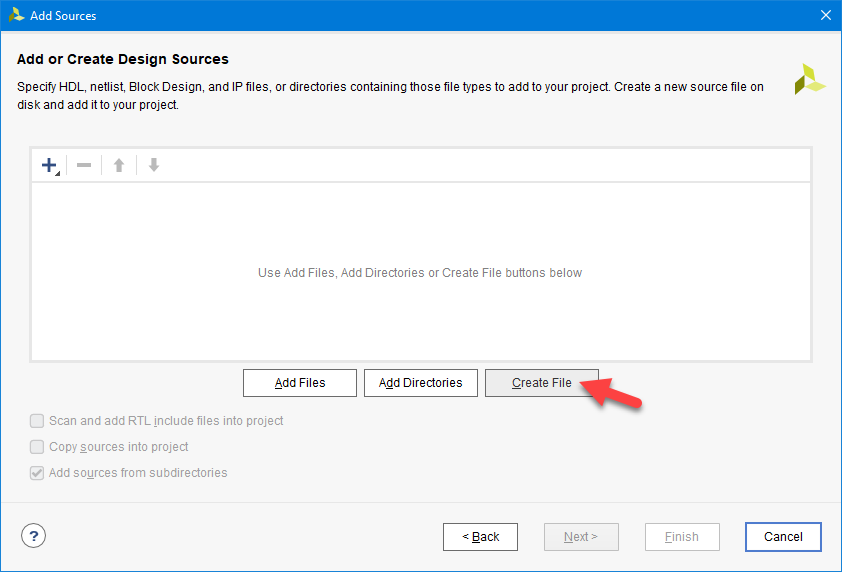 Add Sources
Add or Create Design Sources
Specify HDL, netlist, Block Design, and IP files, or directories containing those file types to add to your project. Create a new source file on
disk and add it to your project.
Use Add Files, Add Directories or Create File buttons below
Add Files
Add Directories
Create File
Scan and add RTL include files into project
Copy sources into project
Add sources from subdirectories
?
< Back
Next >
Finish
Cancel